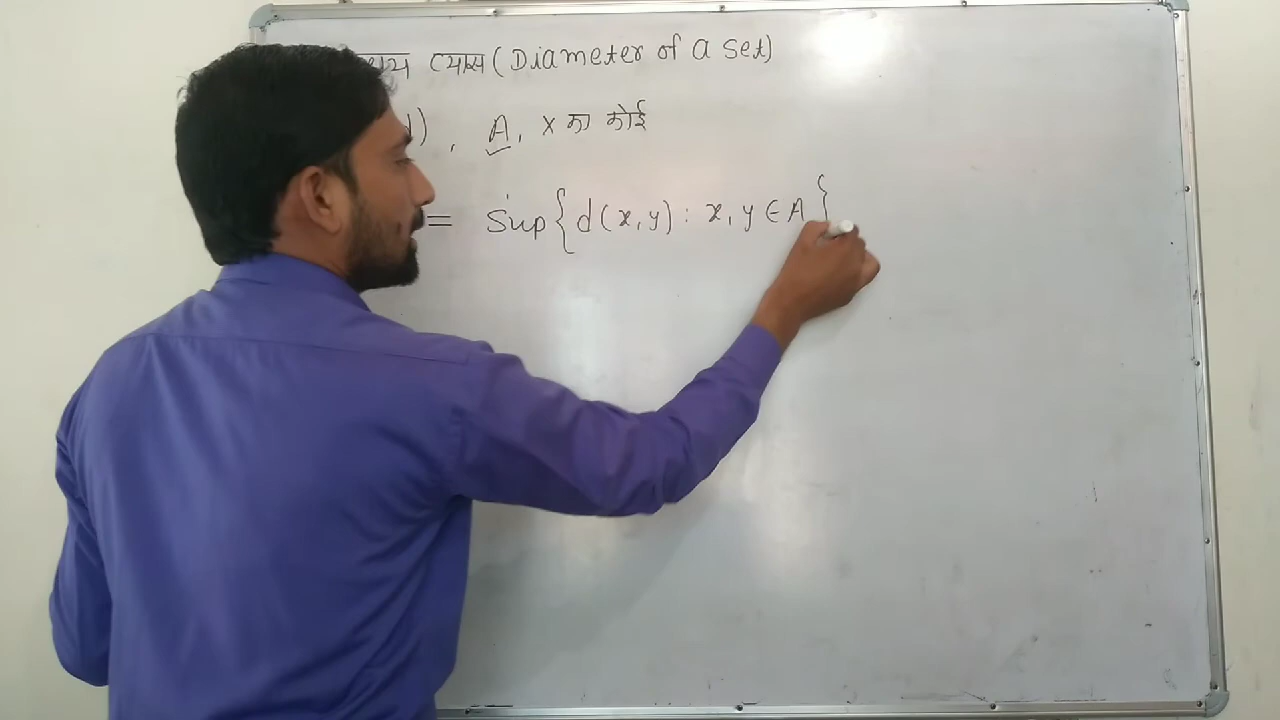 व्यास (Diameter of a set)
d), A, X का कोई
= Sup{d(x,y): x, y ∈ A}